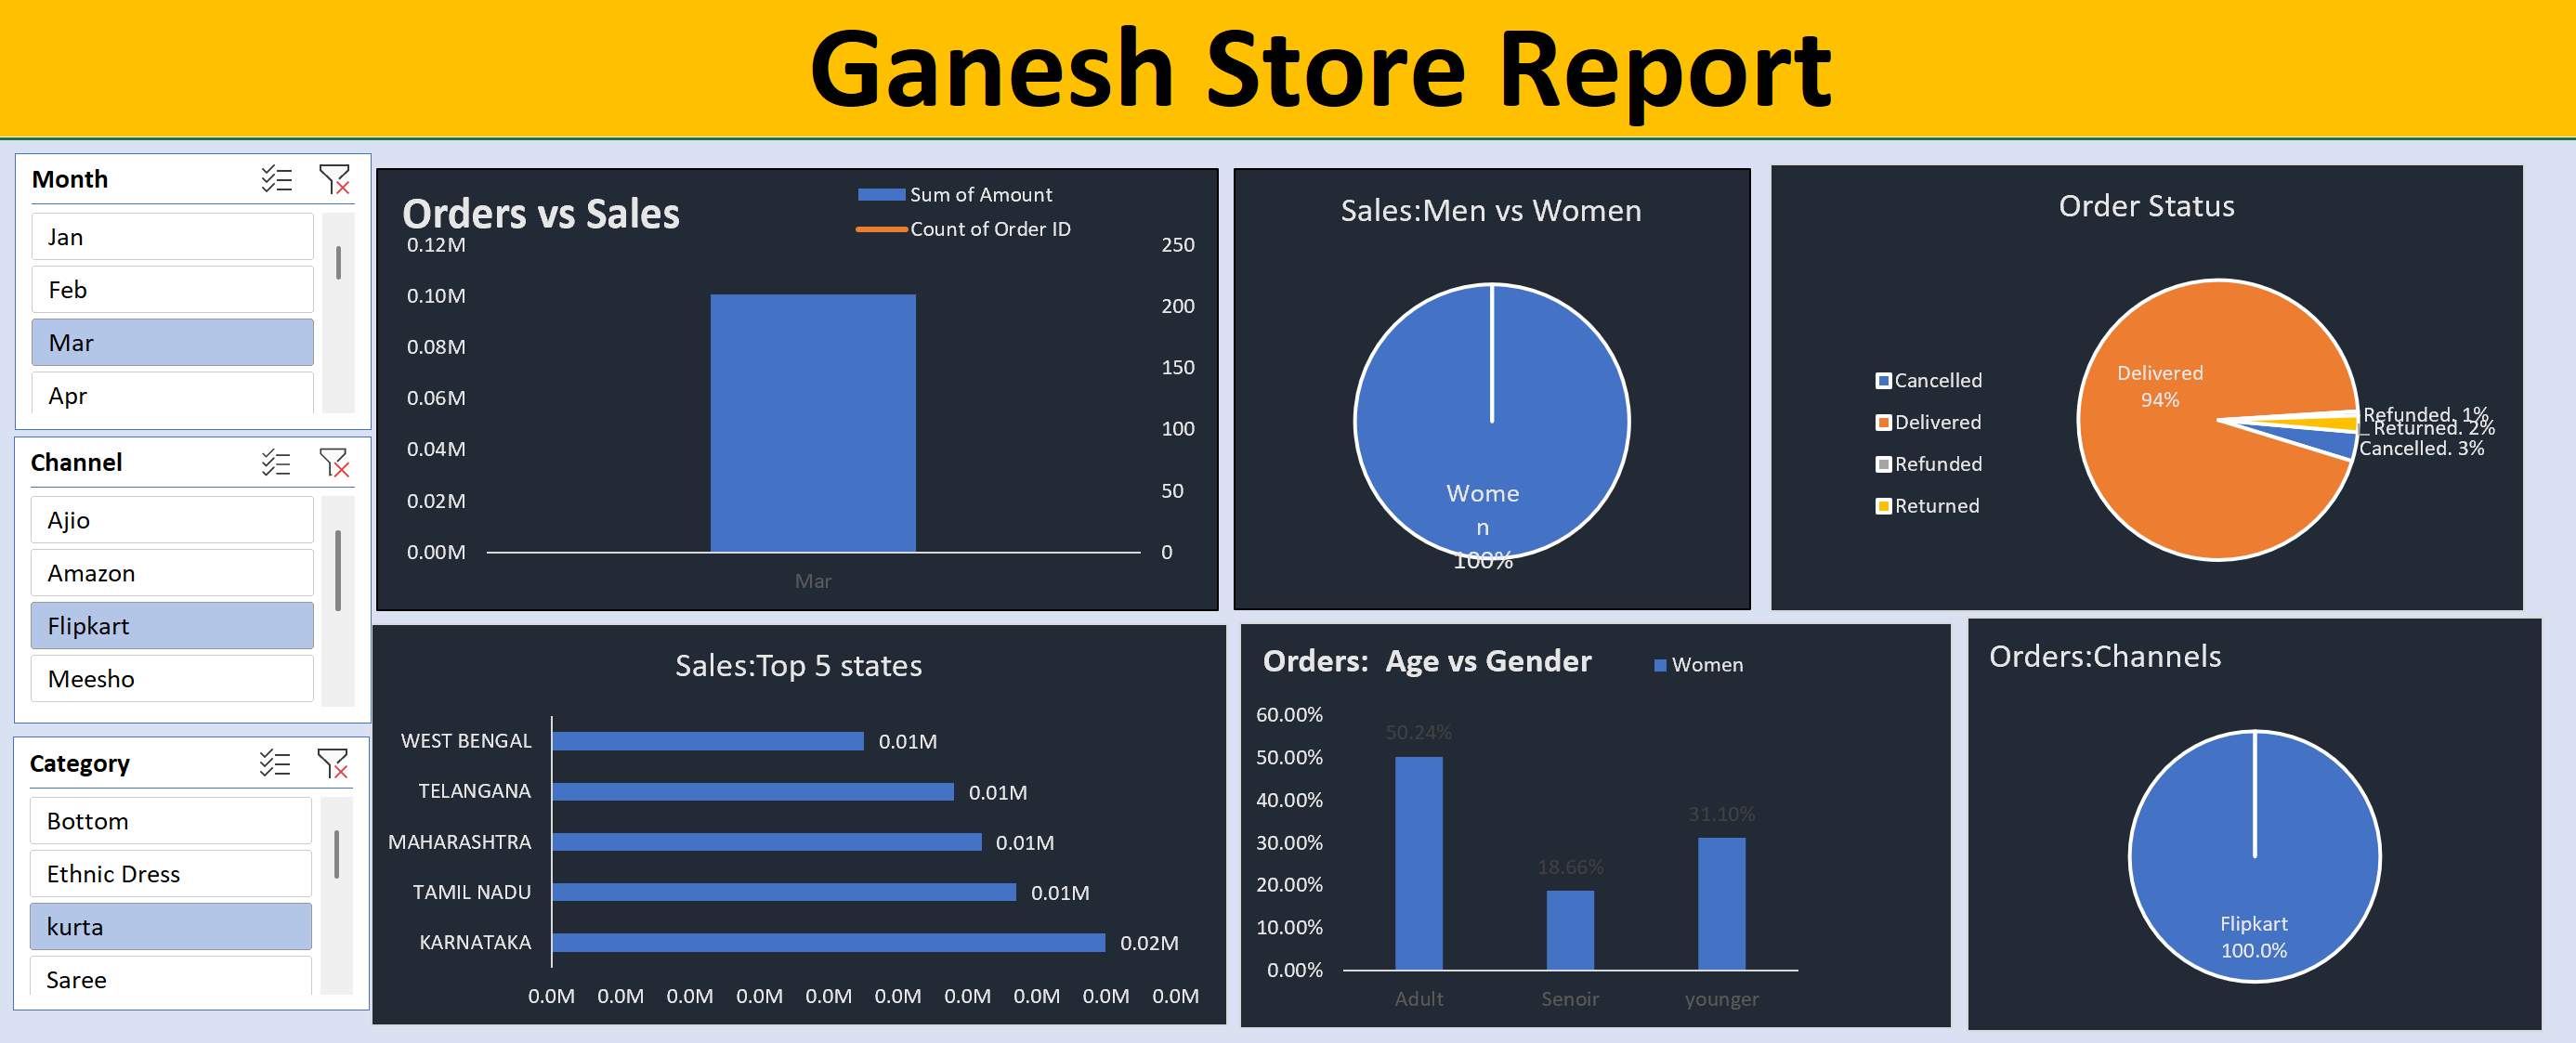 Ganesh Store Report
Month
Jan
Feb
Mar
Apr
Channel
Ajio
Amazon
Flipkart
Meesho
Category
Bottom
Ethnic Dress
kurta
Saree
Orders vs Sales
Sum of Amount
Count of Order ID
0.12M
0.10M
0.08M
0.06M
0.04M
0.02M
0.00M
250
200
150
100
50
0
Mar
Sales:Men vs Women
Wome
n
100%
Order Status
Cancelled
Delivered
Refunded
Returned
Delivered
94%
Refunded. 1%
Returned. 2%
Cancelled. 3%
Sales:Top 5 states
WEST BENGAL 0.01M
TELANGANA 0.01M
MAHARASHTRA 0.01M
TAMIL NADU 0.01M
KARNATAKA 0.02M
0.0M 0.0M 0.0M 0.0M 0.0M 0.0M 0.0M 0.0M 0.0M 0.0M
Orders: Age vs Gender
Women
60.00%
50.00%
40.00%
30.00%
20.00%
10.00%
0.00%
50.24%
18.66%
31.10%
Adult Senoir younger
Orders:Channels
Flipkart
100.0%